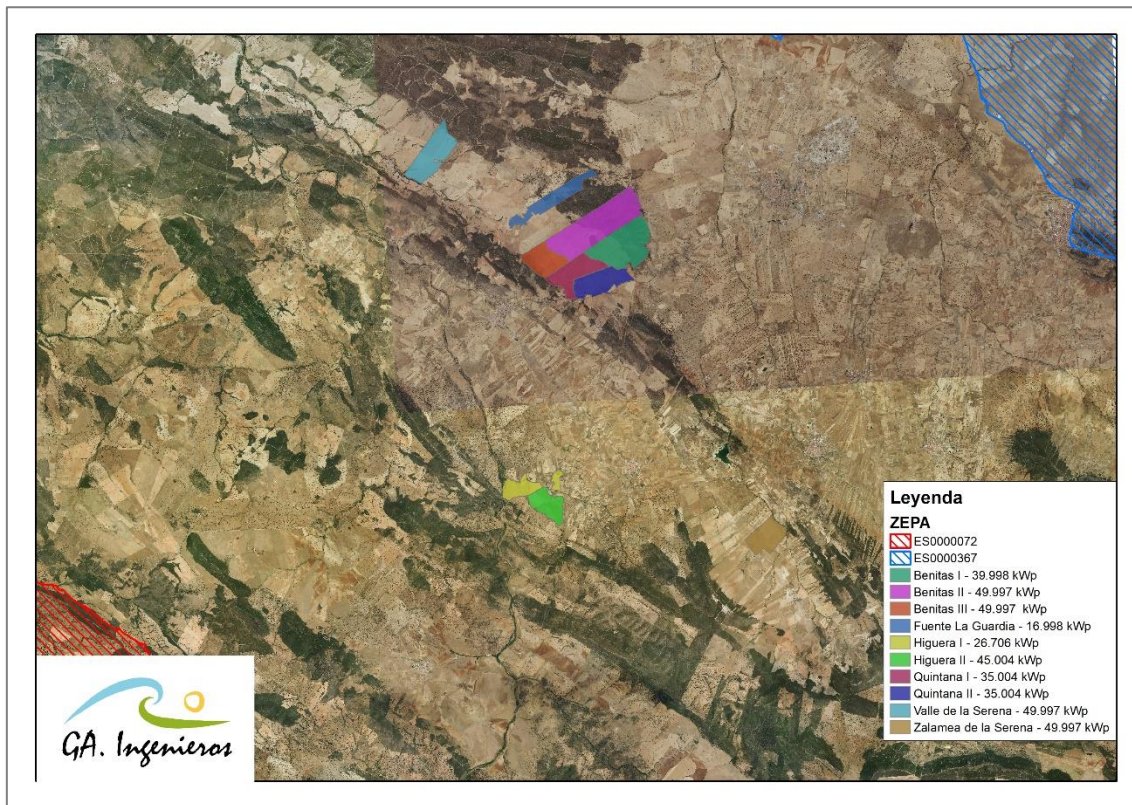 Leyenda
ZEPA
ES0000072
ES0000367
Benitas I - 39.998 kWp
Benitas II - 49.997 kWp
Benitas III - 49.997 kWp
Fuente La Guardia - 16.998 kWp
Higuera I - 26.706 kWp
Higuera II - 45.004 kWp
Quintana I - 35.004 kWp
Quintana II - 35.004 kWp
Valle de la Serena - 49.997 kWp
Zalamea de la Serena - 49.997 kWp
GA. Ingenieros